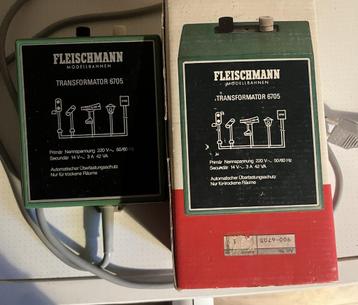 FLEISCHMANN
MODELLBAHNEN
TRANSFORMATOR 6705
Primär Nennspannung 220 V~, 50/60 Hz
Secundär 14 V~, 3 A 42 VA
Automatischer Überlastungsschutz
Nur für trockene Räume
FLEISCHMANN
MODELLBAHNEN
TRANSFORMATOR 6705
Primär Nennspannung 220 V~, 50/60 Hz
Secundär 14 V~, 3 A 42 VA
Automatischer Überlastungsschutz
Nur für trockene Räume